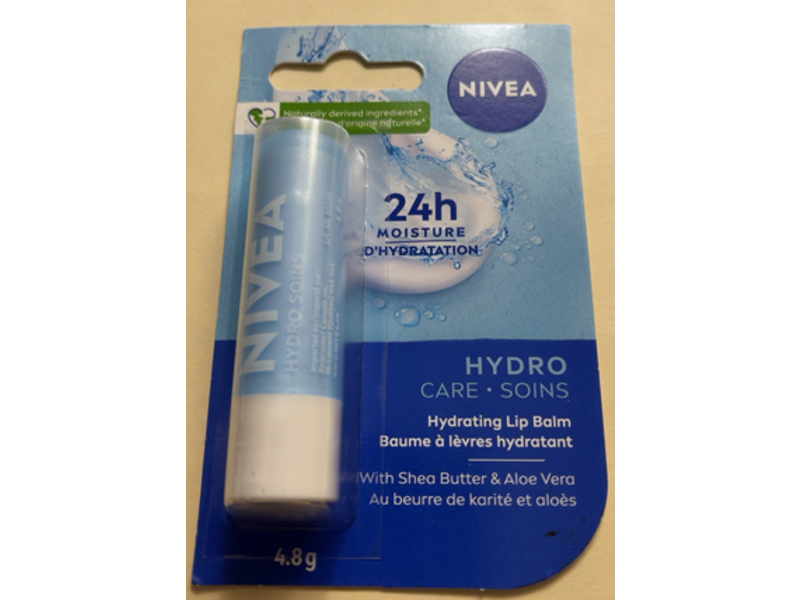 NIVEA
Naturally derived ingredients*
d'origine naturelle*
24h
MOISTURE
D'HYDRATATION
NIVEA
HYDRO SOINS
HYDRO
CARE • SOINS
Hydrating Lip Balm
Baume à lèvres hydratant
With Shea Butter & Aloe Vera
Au beurre de karité et aloès
4.8g